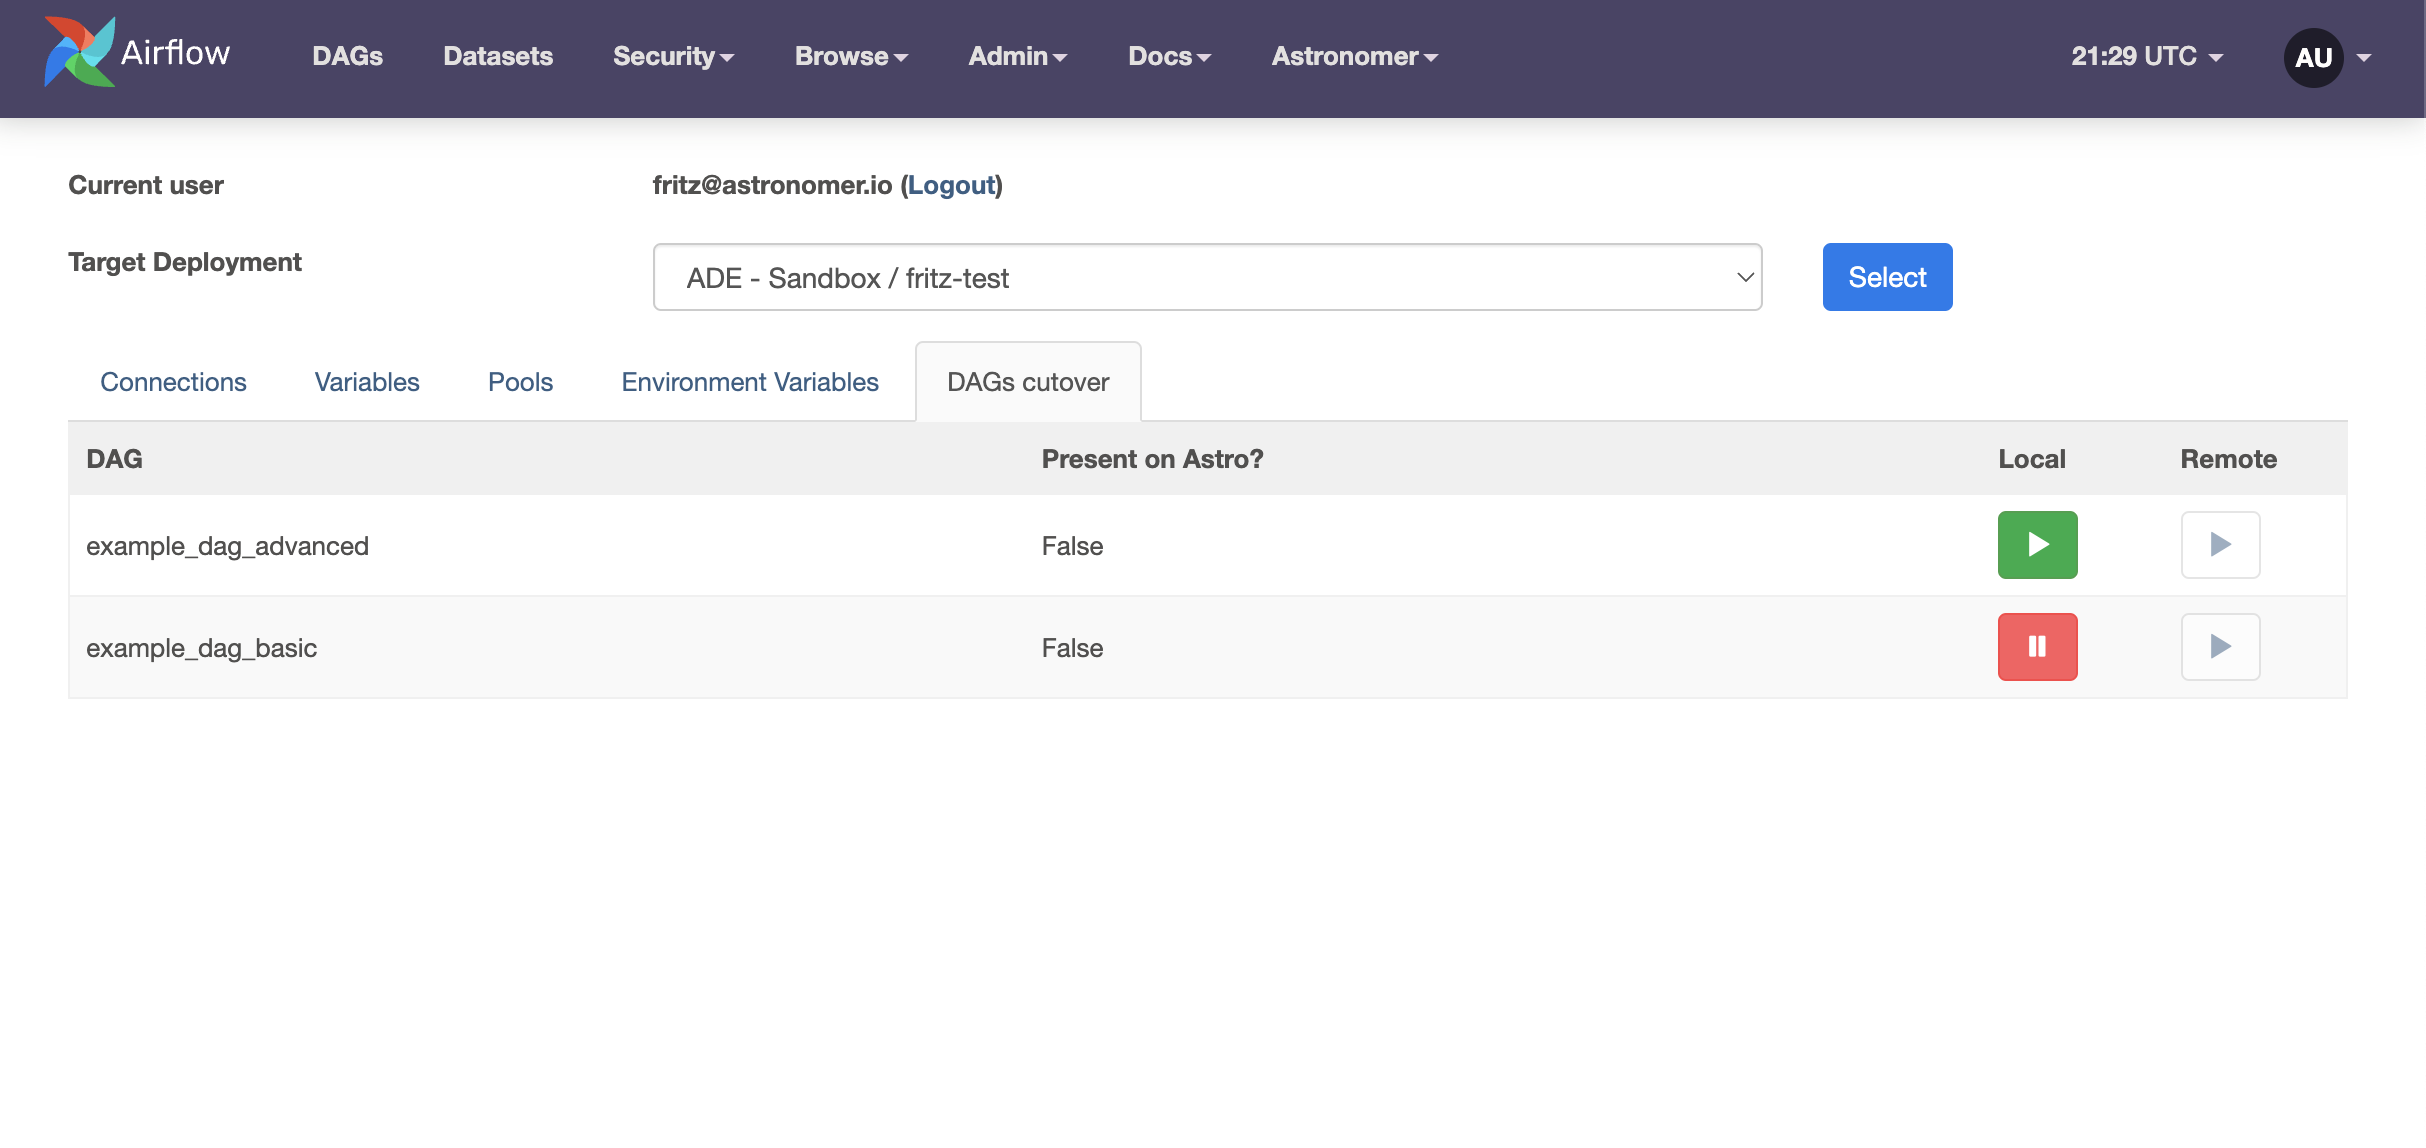 Airflow DAGs Datasets Security Browse Admin Docs Astronomer 21:29 UTC AU
Current user fritz@astronomer.io (Logout)
Target Deployment ADE - Sandbox / fritz-test Select
Connections Variables Pools Environment Variables DAGs cutover
DAG Present on Astro? Local Remote
example_dag_advanced False
example_dag_basic False